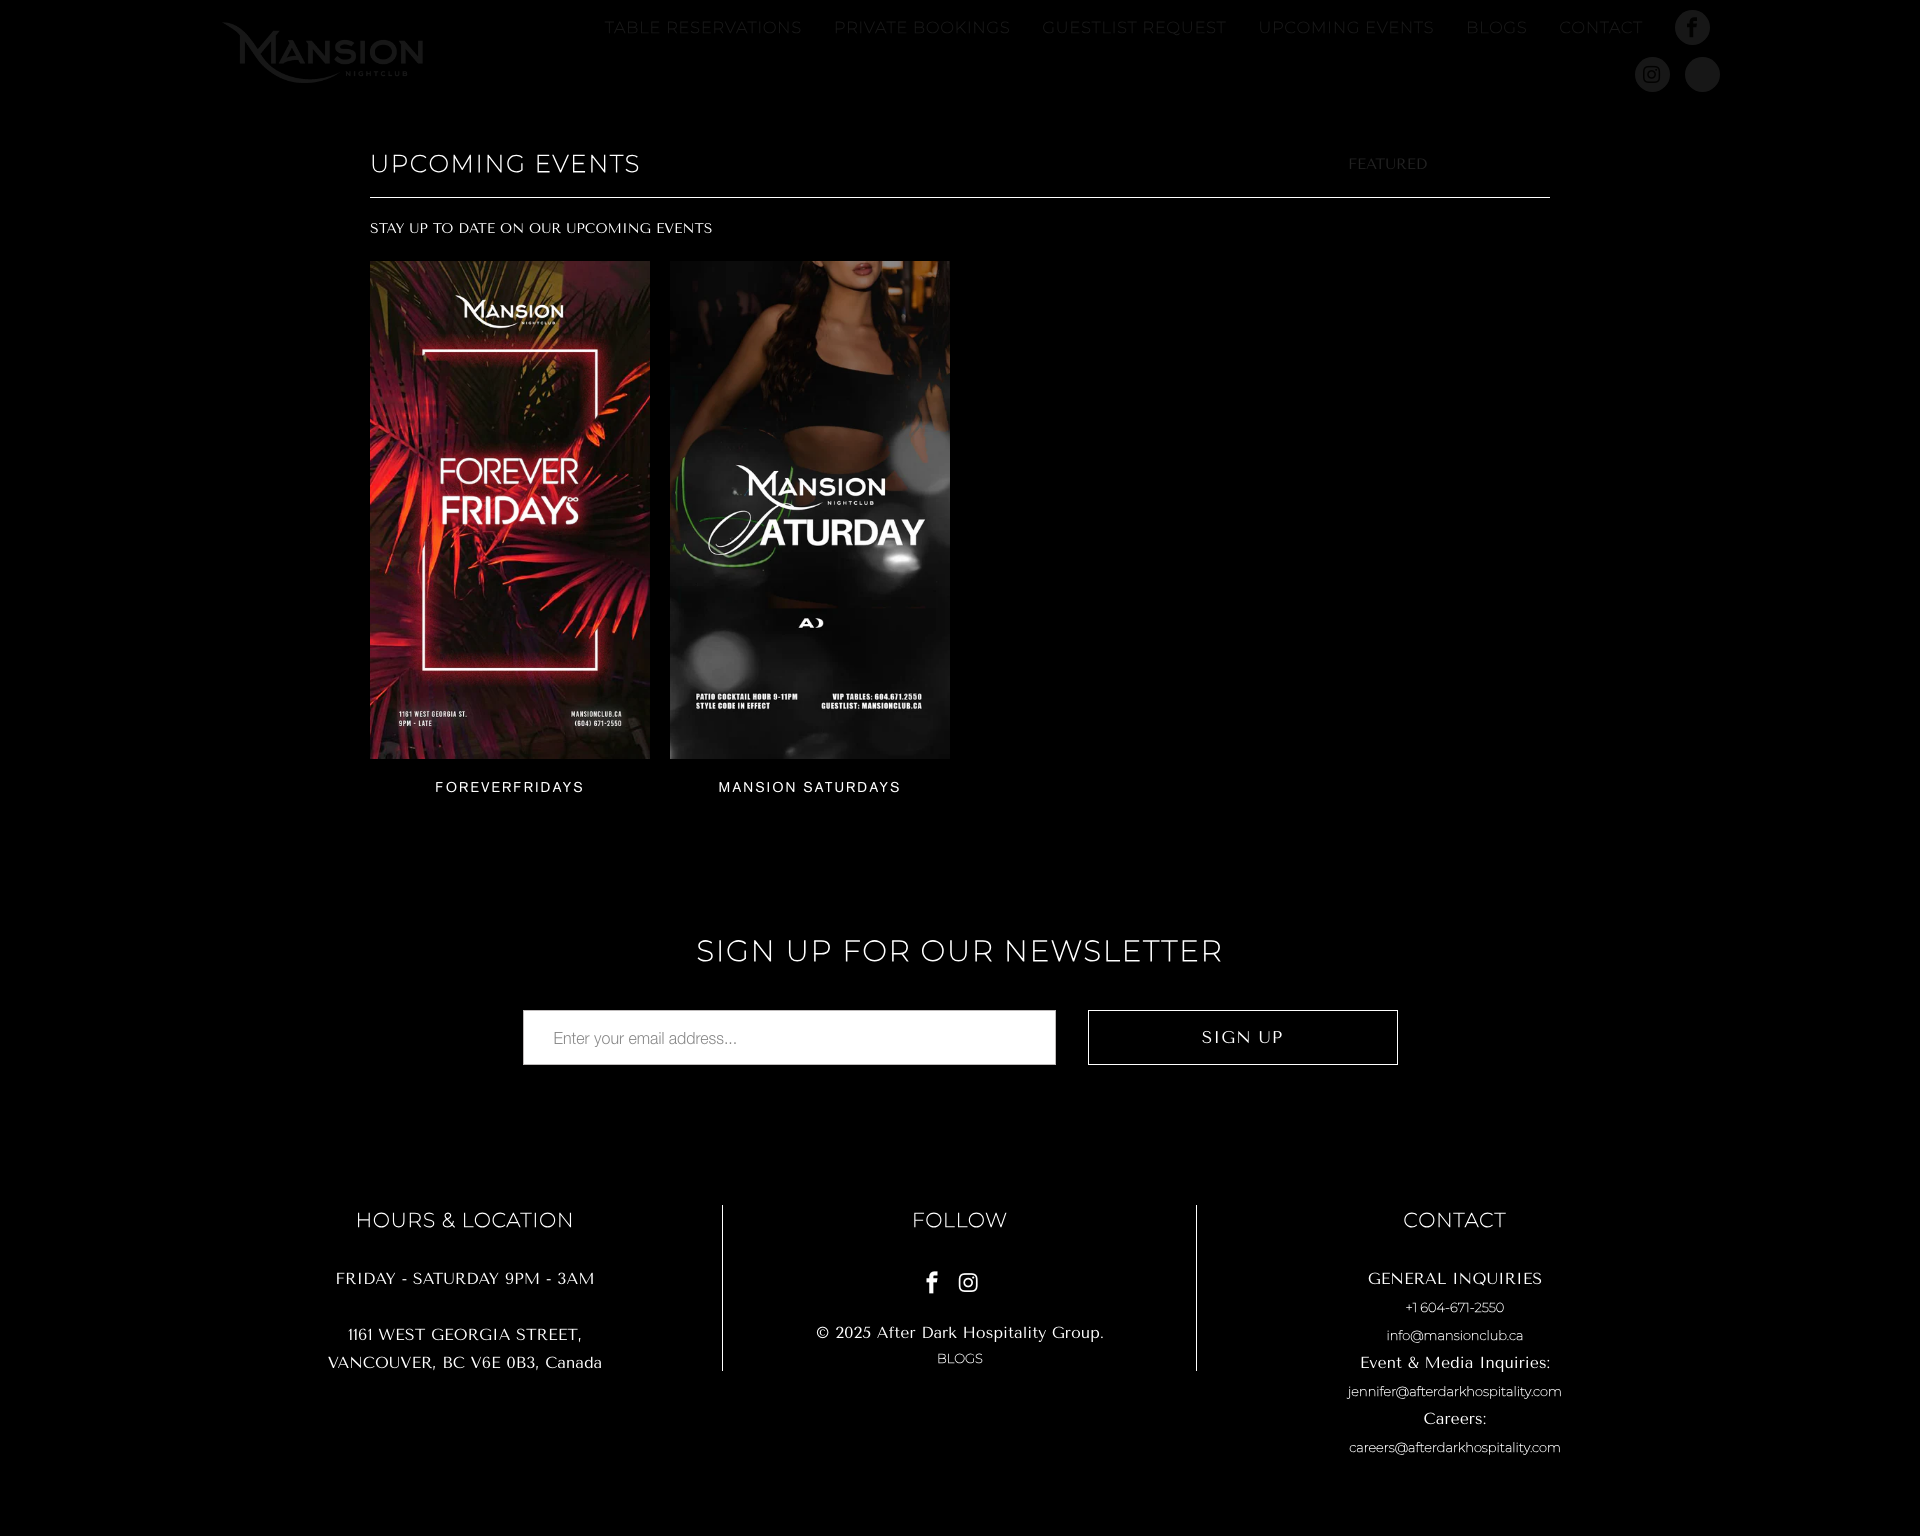 MANSION
NIGHTCLUB
TABLE RESERVATIONS PRIVATE BOOKINGS GUESTLIST REQUEST UPCOMING EVENTS BLOGS CONTACT
UPCOMING EVENTS
FEATURED
STAY UP TO DATE ON OUR UPCOMING EVENTS
MANSION
NIGHTCLUB
FOREVER
FRIDAYS
1161 WEST GEORGIA ST.
9PM - LATE
MANSIONCLUB.CA
(604) 671-2550
MANSION
NIGHTCLUB
SATURDAY
AD
PATIO COCKTAIL HOUR 9-11PM
STYLE CODE IN EFFECT
VIP TABLES: 604.671.2550
GUESTLIST: MANSIONCLUB.CA
FOREVERFRIDAYS
MANSION SATURDAYS
SIGN UP FOR OUR NEWSLETTER
Enter your email address...
SIGN UP
HOURS & LOCATION
FRIDAY - SATURDAY 9PM - 3AM
1161 WEST GEORGIA STREET,
VANCOUVER, BC V6E 0B3, Canada
FOLLOW
© 2025 After Dark Hospitality Group.
BLOGS
CONTACT
GENERAL INQUIRIES
+1 604-671-2550
info@mansionclub.ca
Event & Media Inquiries:
jennifer@afterdarkhospitality.com
Careers:
careers@afterdarkhospitality.com